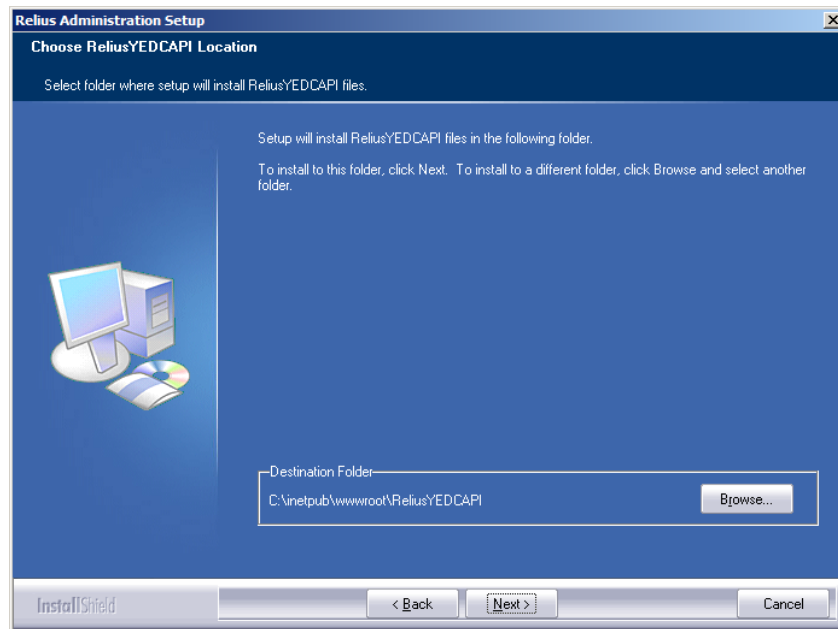 Relius Administration Setup
Choose ReliusYEDCAPI Location
Select folder where setup will install ReliusYEDCAPI files.
Setup will install ReliusYEDCAPI files in the following folder.
To install to this folder, click Next. To install to a different folder, click Browse and select another
folder.
Destination Folder
C:\inetpub\wwwroot\ReliusYEDCAPI
Browse...
InstallShield
< Back
Next >
Cancel